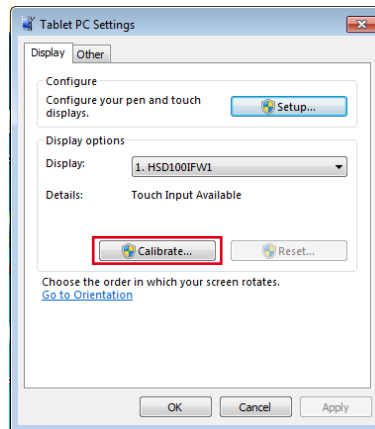 Tablet PC Settings
Display
Other
Configure
Configure your pen and touch
displays.
Setup...
Display options
Display:
1. HSD100IFW1
Details:
Touch Input Available
Calibrate...
Reset...
Choose the order in which your screen rotates.
Go to Orientation
OK
Cancel
Apply